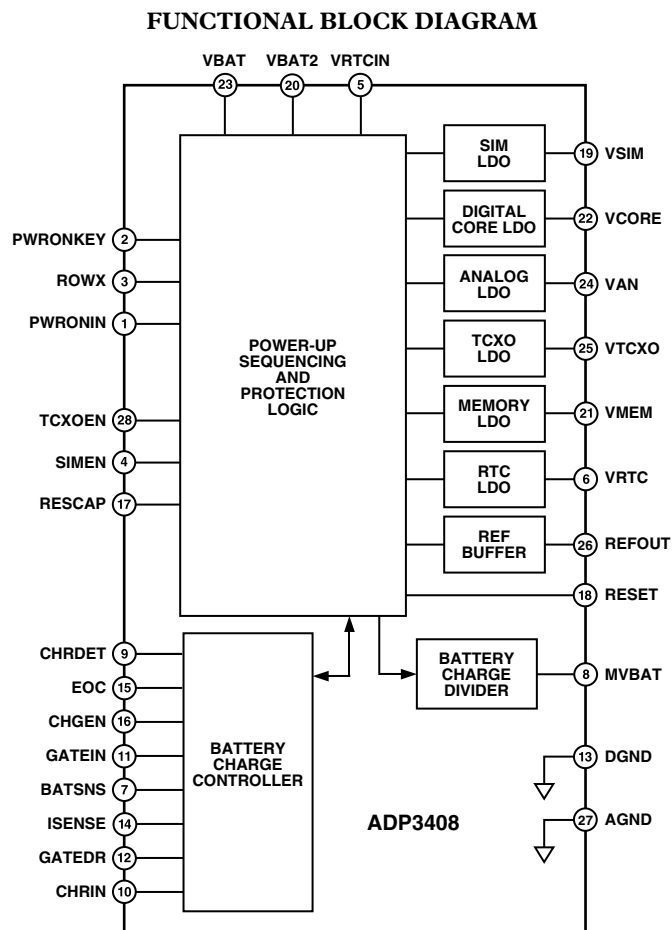 FUNCTIONAL BLOCK DIAGRAM
VBAT VBAT2 VRTCIN
23 20 5
SIM
LDO
19 VSIM
DIGITAL
CORE LDO
22 VCORE
PWRONKEY 2
ROWX 3
PWRONIN 1
ANALOG
LDO
24 VAN
POWER-UP
SEQUENCING
AND
PROTECTION
LOGIC
TCXO
LDO
25 VTCXO
TCXOEN 28
SIMEN 4
RESCAP 17
MEMORY
LDO
21 VMEM
RTC
LDO
6 VRTC
REF
BUFFER
26 REFOUT
18 RESET
CHRDET 9
EOC 15
CHGEN 16
GATEIN 11
BATSNS 7
ISENSE 14
GATEDR 12
CHRIN 10
BATTERY
CHARGE
CONTROLLER
BATTERY
CHARGE
DIVIDER
8 MVBAT
13 DGND
ADP3408
27 AGND